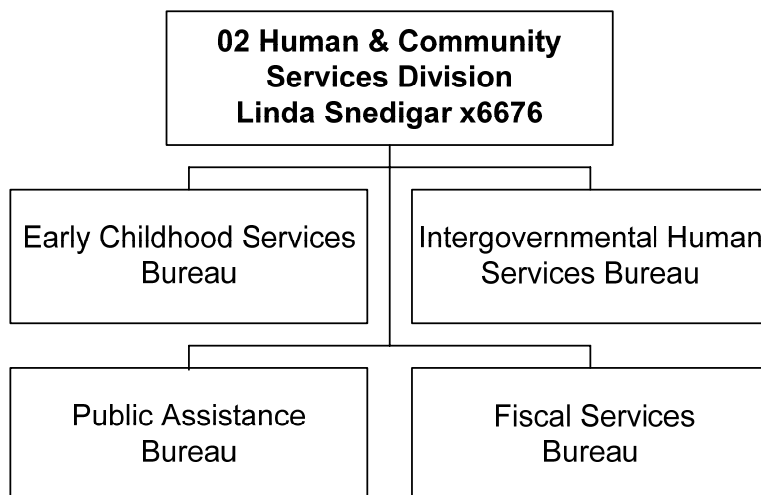 02 Human & Community
Services Division
Linda Snedigar x6676
Early Childhood Services
Bureau
Intergovernmental Human
Services Bureau
Public Assistance
Bureau
Fiscal Services
Bureau